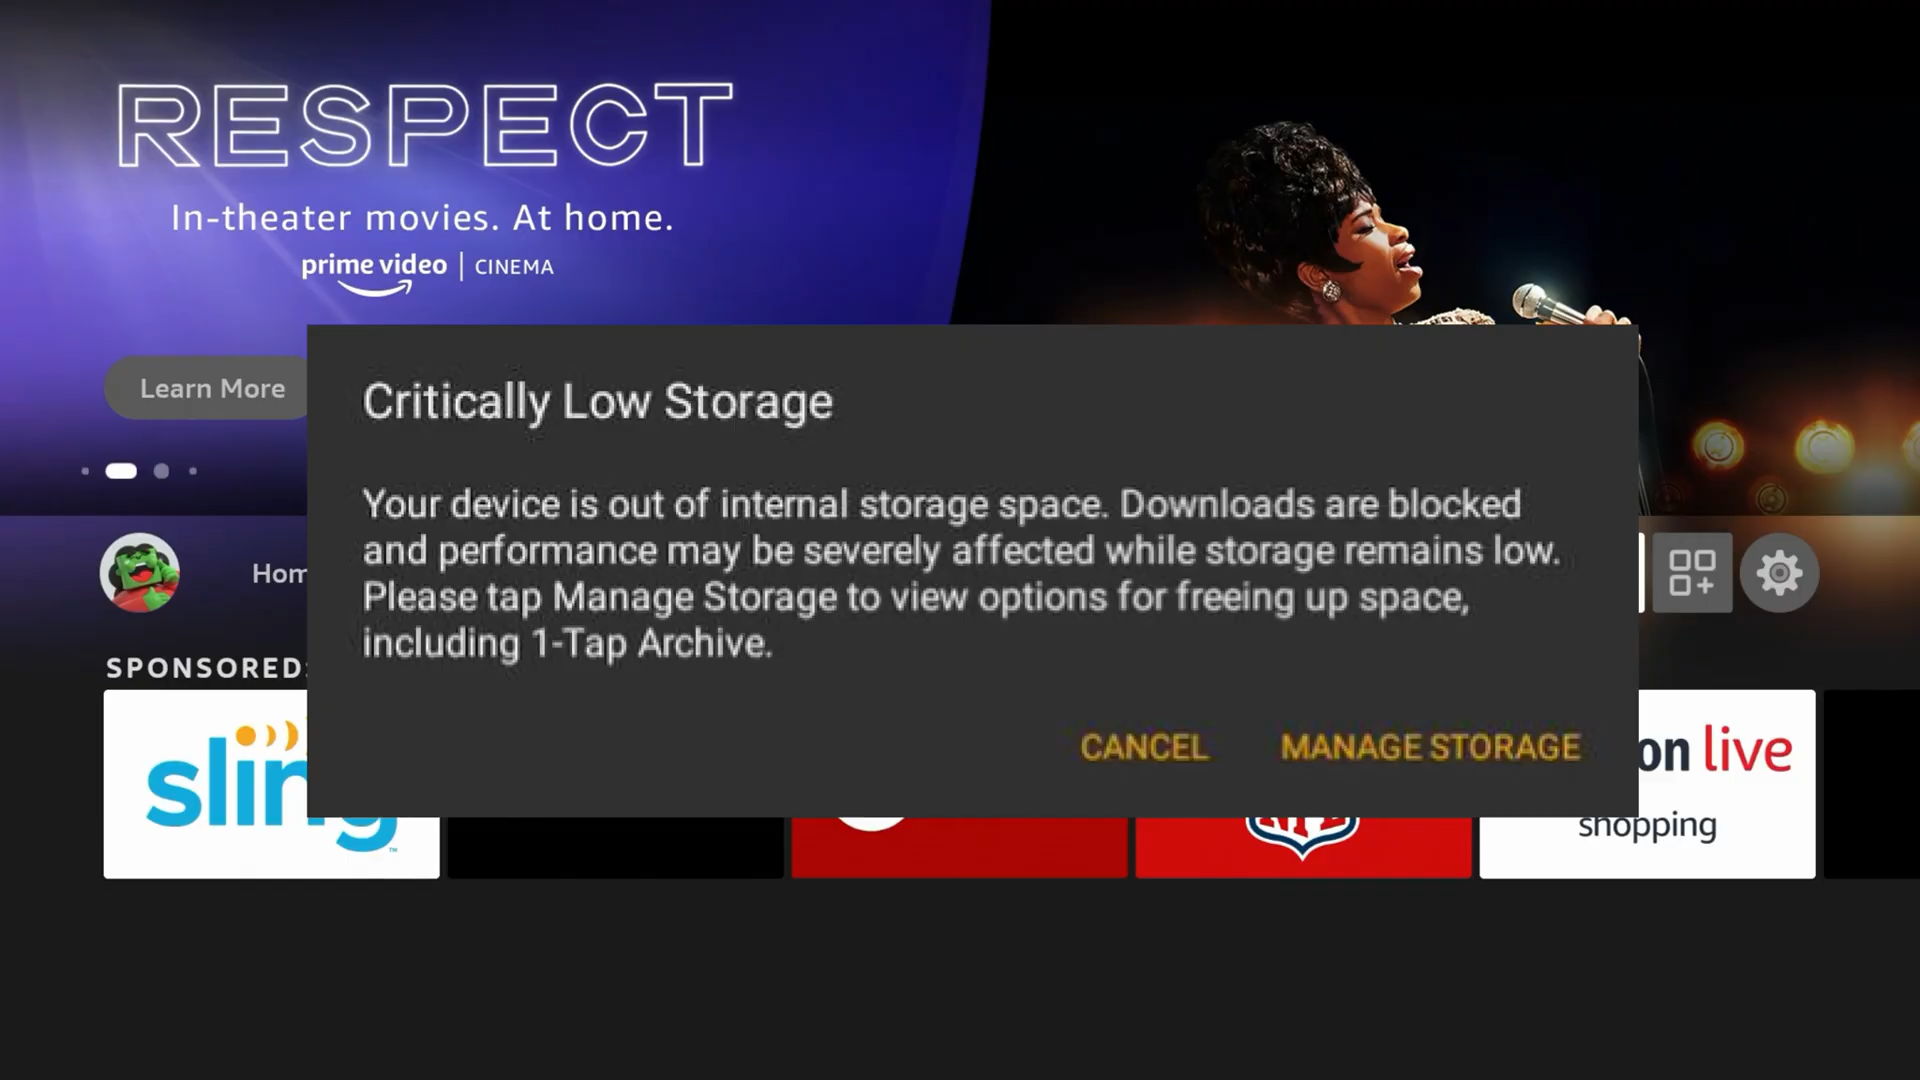 RESPECT
In-theater movies. At home.
prime video | CINEMA
Learn More
Critically Low Storage
Your device is out of internal storage space. Downloads are blocked
and performance may be severely affected while storage remains low.
Please tap Manage Storage to view options for freeing up space,
including 1-Tap Archive.
CANCEL MANAGE STORAGE
Hom
SPONSORED
sling
on live
shopping